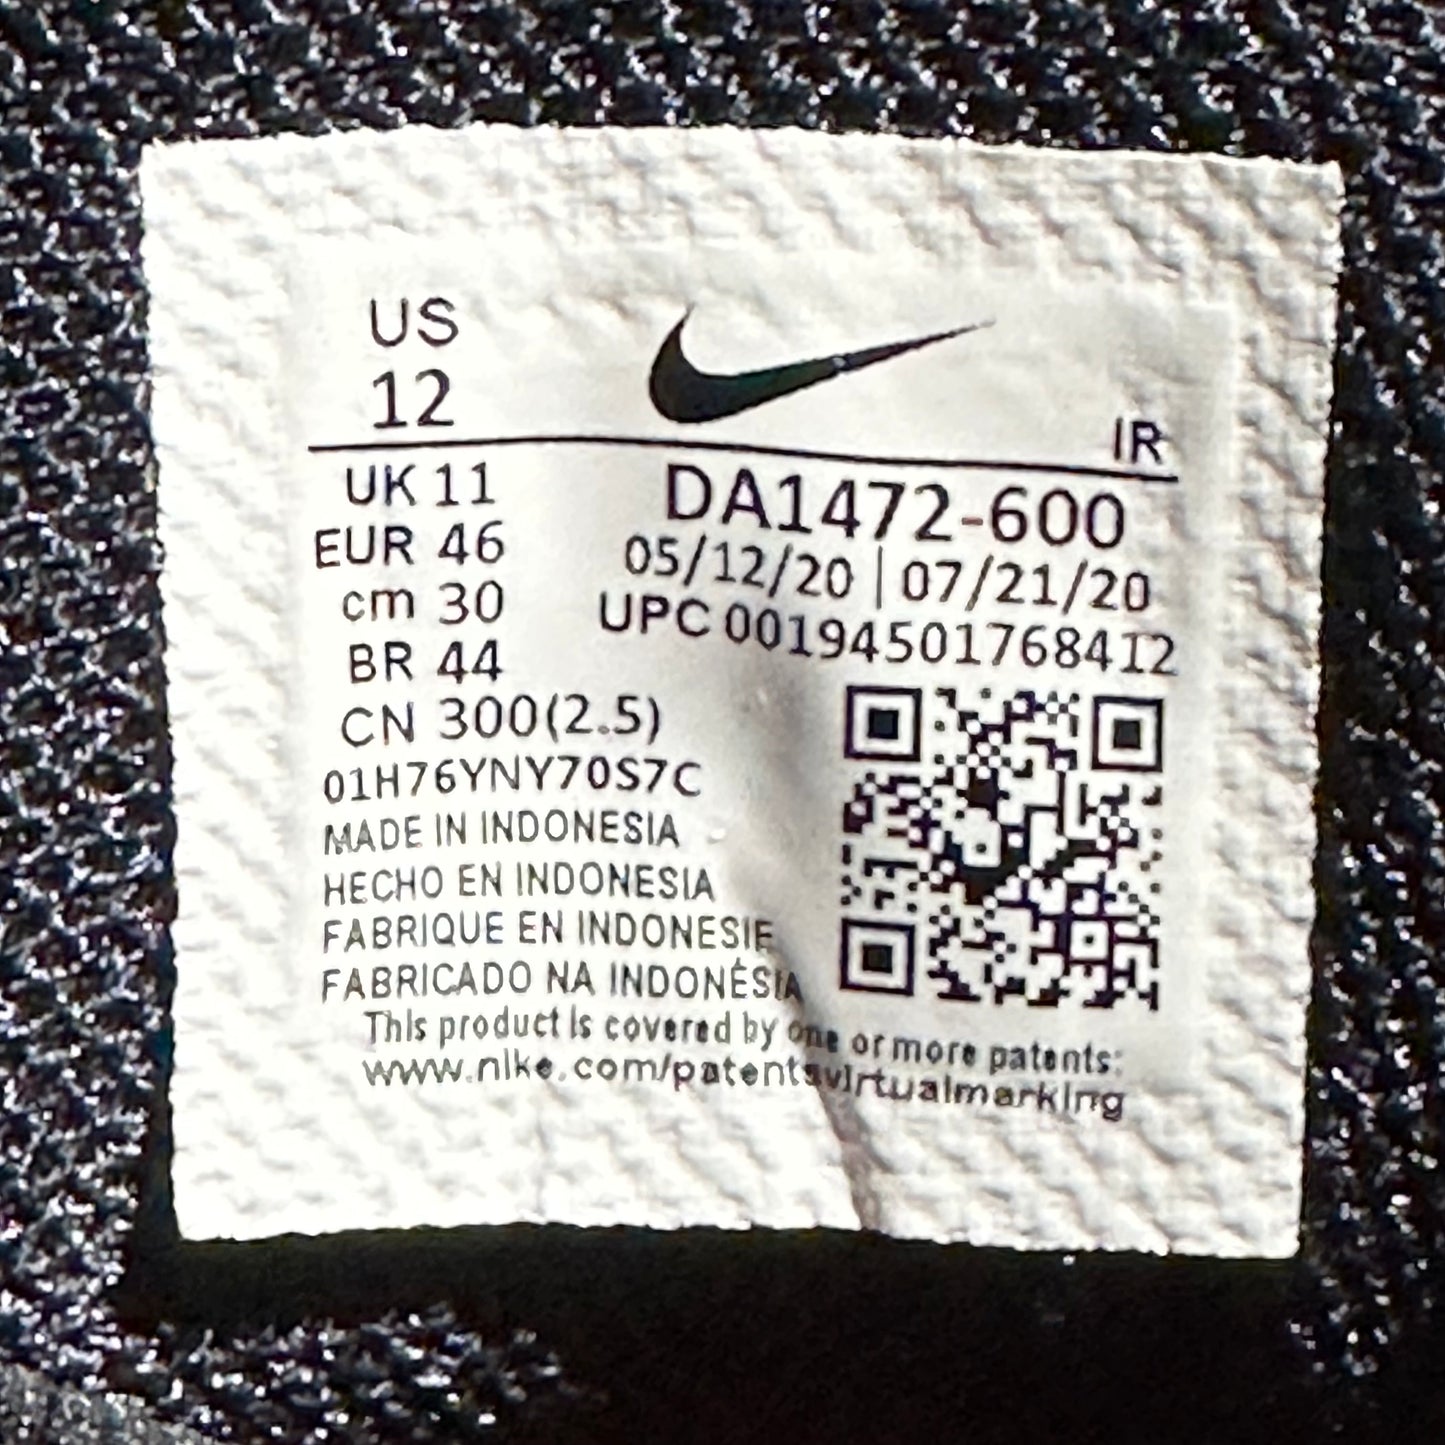 US
12
IR
UK 11
EUR 46
cm 30
BR 44
CN 300(2.5)
DA1472-600
05/12/20 | 07/21/20
UPC 00194501768412
01H76YNY70S7C
MADE IN INDONESIA
HECHO EN INDONESIA
FABRIQUE EN INDONESIE
FABRICADO NA INDONÉSIA
This product is covered by one or more patents:
www.nike.com/patentsvirtualmarking